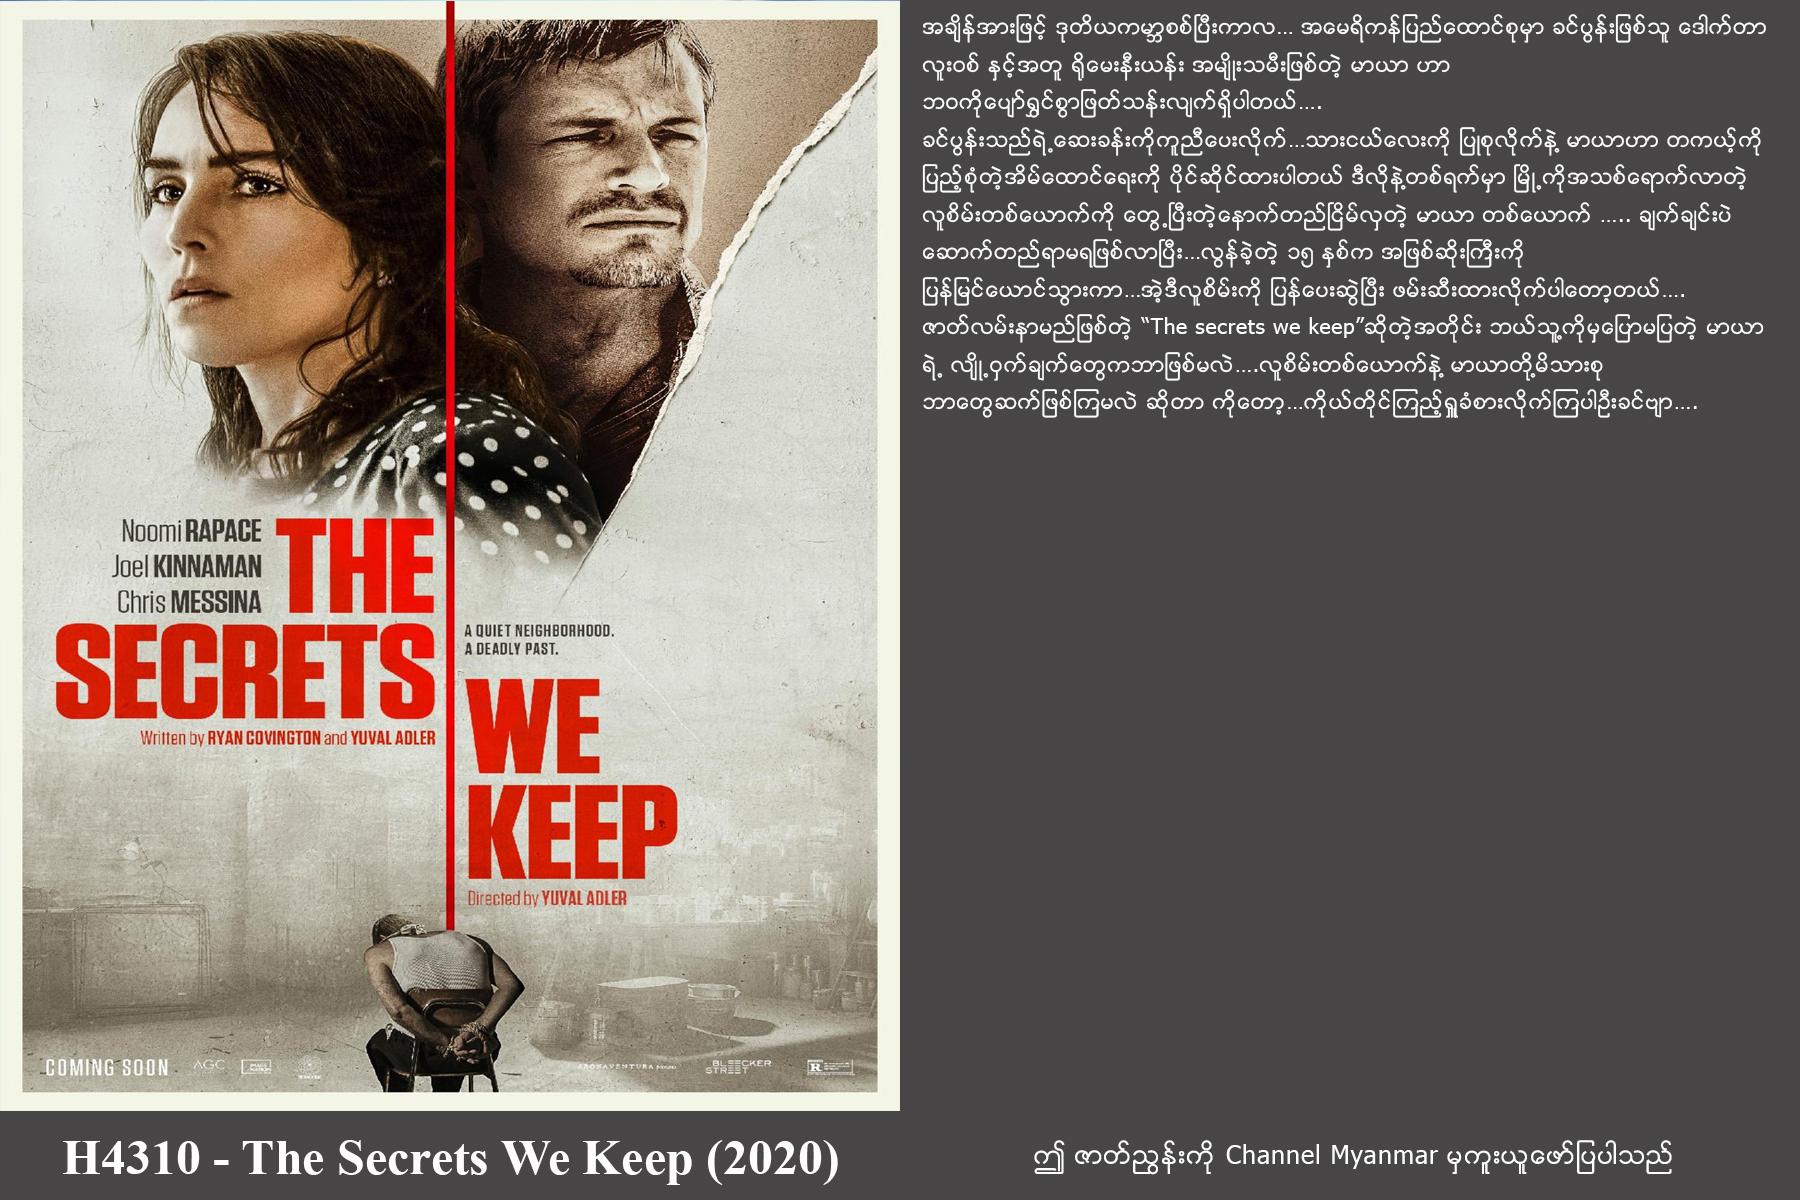 Noomi RAPACE
Joel KINNAMAN
Chris MESSINA
THE
SECRETS
Written by RYAN COVINGTON and YUVAL ADLER
A QUIET NEIGHBORHOOD.
A DEADLY PAST.
WE
KEEP
Directed by YUVAL ADLER
COMING SOON
AGC
BLEECKER
STREET
R
H4310 - The Secrets We Keep (2020)
အချိန်အားဖြင့် ဒုတိယကမ္ဘာစစ်ပြီးကာလ... အမေရိကန်ပြည်ထောင်စုမှာ ခင်ပွန်းဖြစ်သူ ဒေါက်တာ
လူးဝစ် နှင့်အတူ ရိုမေးနီးယန်း အမျိုးသမီးဖြစ်တဲ့ မာယာ ဟာ
ဘဝကိုပျော်ရွှင်စွာဖြတ်သန်းလျက်ရှိပါတယ်....
ခင်ပွန်းသည်ရဲ့ဆေးခန်းကိုကူညီပေးလိုက်...သားငယ်လေးကို ပြုစုလိုက်နဲ့ မာယာဟာ တကယ့်ကို
ပြည့်စုံတဲ့အိမ်ထောင်ရေးကို ပိုင်ဆိုင်ထားပါတယ် ဒီလိုနဲ့တစ်ရက်မှာ မြို့ကိုအသစ်ရောက်လာတဲ့
လူစိမ်းတစ်ယောက်ကို တွေ့ပြီးတဲ့နောက်တည်ငြိမ်လှတဲ့ မာယာ တစ်ယောက် ..... ချက်ချင်းပဲ
ဆောက်တည်ရာမရဖြစ်လာပြီး...လွန်ခဲ့တဲ့ ၁၅ နှစ်က အဖြစ်ဆိုးကြီးကို
ပြန်မြင်ယောင်သွားကာ...အဲ့ဒီလူစိမ်းကို ပြန်ပေးဆွဲပြီး ဖမ်းဆီးထားလိုက်ပါတော့တယ်....
ဇာတ်လမ်းနာမည်ဖြစ်တဲ့ “The secrets we keep”ဆိုတဲ့အတိုင်း ဘယ်သူ့ကိုမှပြောမပြတဲ့ မာယာ
ရဲ့ လျှို့ဝှက်ချက်တွေကဘာဖြစ်မလဲ....လူစိမ်းတစ်ယောက်နဲ့ မာယာတို့မိသားစု
ဘာတွေဆက်ဖြစ်ကြမလဲ ဆိုတာ ကိုတော့...ကိုယ်တိုင်ကြည့်ရှူခံစားလိုက်ကြပါဦးခင်ဗျာ....
ဤ ဇာတ်ညွှန်းကို Channel Myanmar မှကူးယူဖော်ပြပါသည်